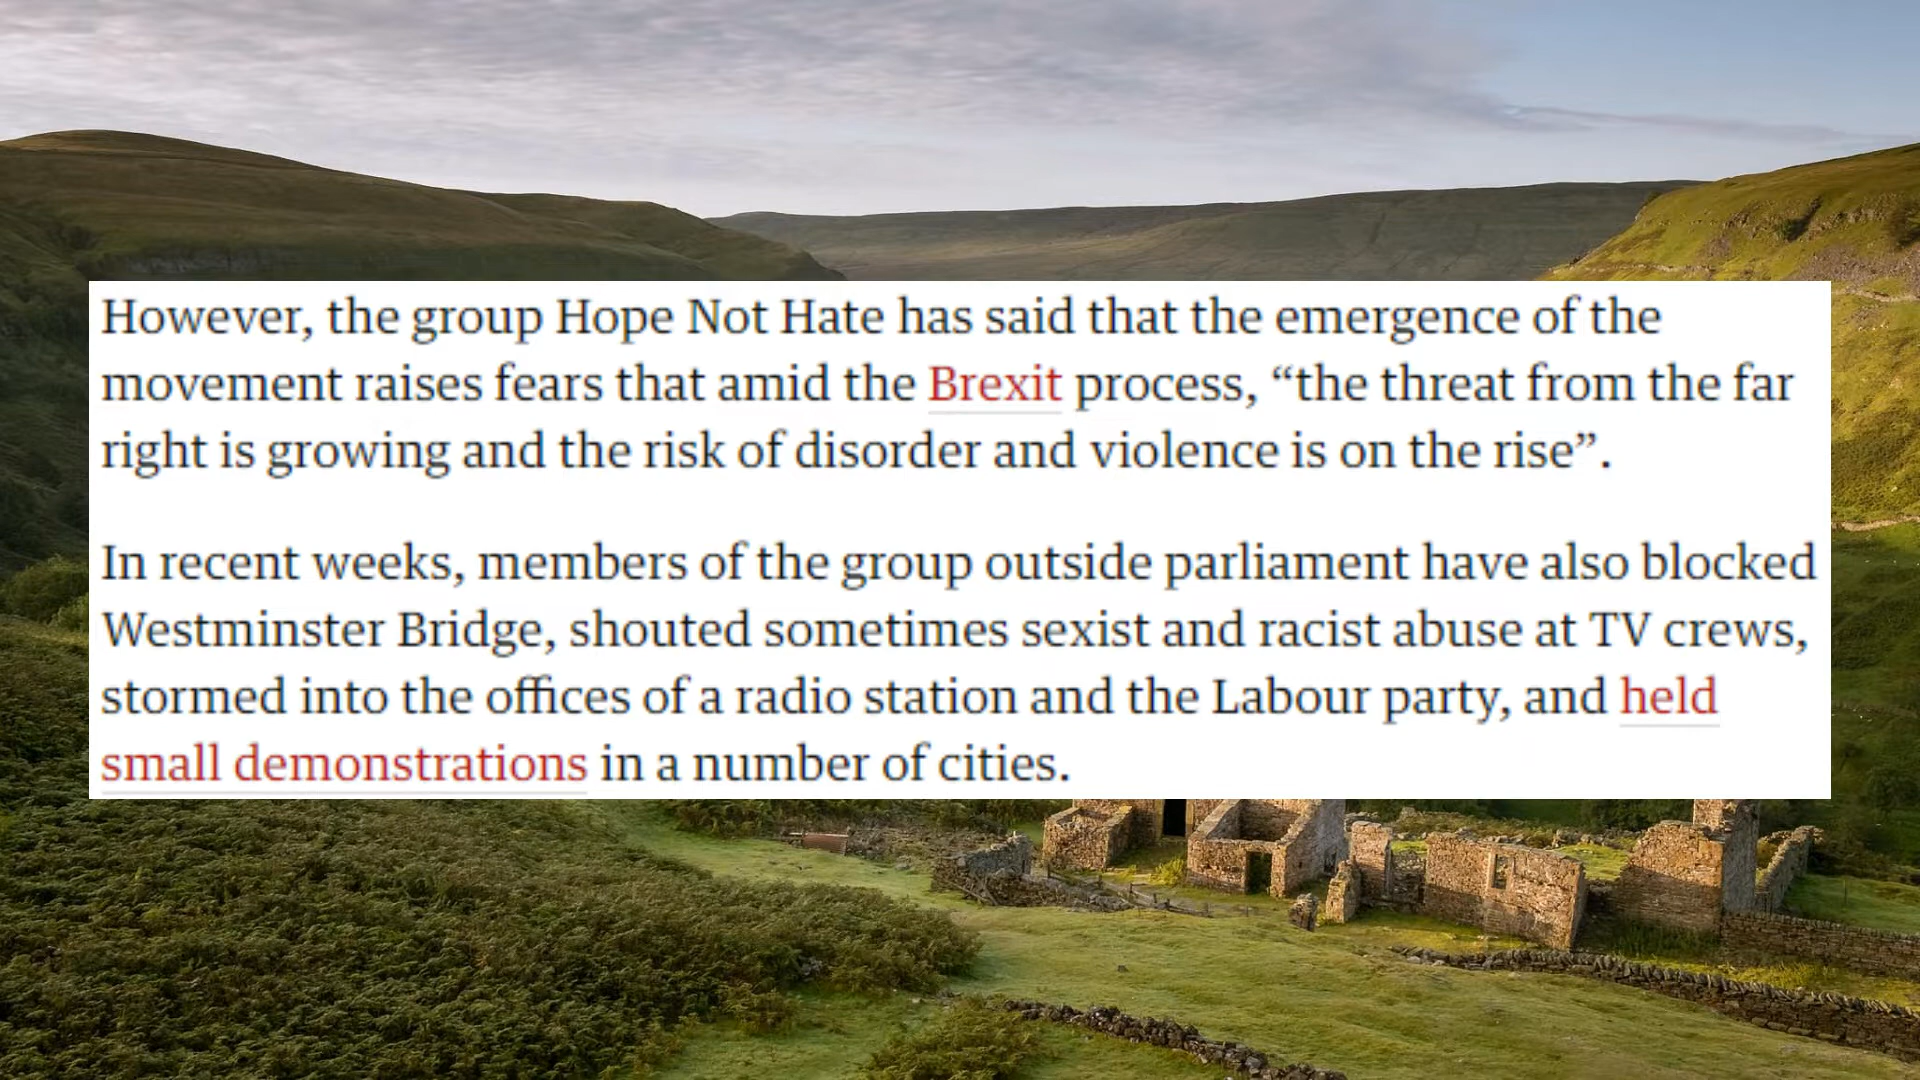 However, the group Hope Not Hate has said that the emergence of the
movement raises fears that amid the Brexit process, “the threat from the far
right is growing and the risk of disorder and violence is on the rise”.
In recent weeks, members of the group outside parliament have also blocked
Westminster Bridge, shouted sometimes sexist and racist abuse at TV crews,
stormed into the offices of a radio station and the Labour party, and held
small demonstrations in a number of cities.